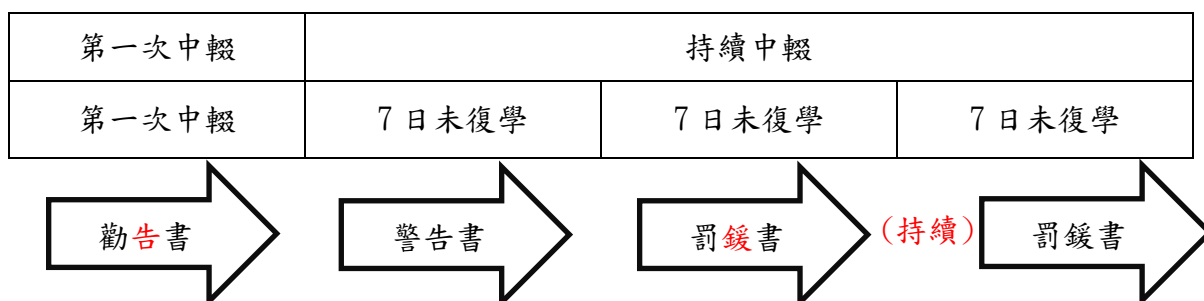 第一次中輟 持續中輟
第一次中輟 7日未復學 7日未復學 7日未復學
勸告書 警告書 罰鍰書 (持續) 罰鍰書